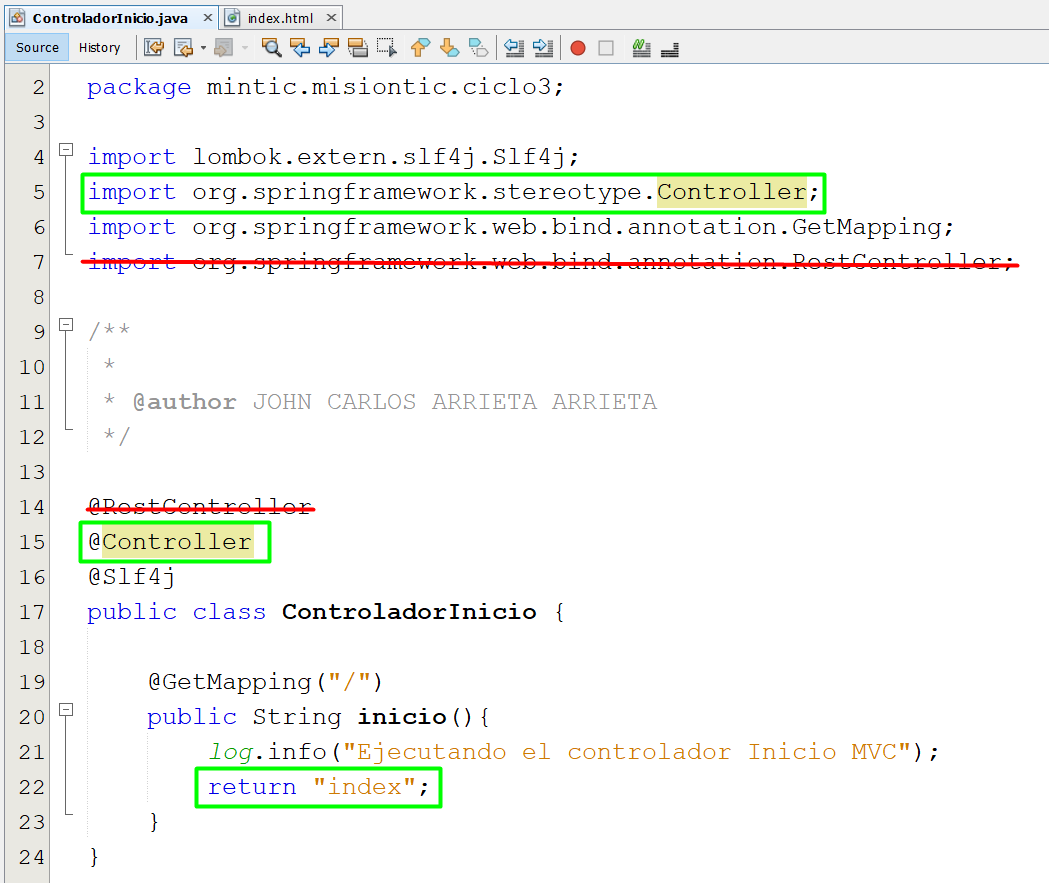 ControladorInicio.java × index.html ×
Source History
2 package mintic.misiontic.ciclo3;
3
4 import lombok.extern.slf4j.Slf4j;
5 import org.springframework.stereotype.Controller;
6 import org.springframework.web.bind.annotation.GetMapping;
7 import org.springframework.web.bind.annotation.RestController;
8
9 /**
10 *
11 * @author JOHN CARLOS ARRIETA ARRIETA
12 */
13
14 @RestController
15 @Controller
16 @Slf4j
17 public class ControladorInicio {
18
19 @GetMapping("/")
20 public String inicio(){
21 log.info("Ejecutando el controlador Inicio MVC");
22 return "index";
23 }
24 }